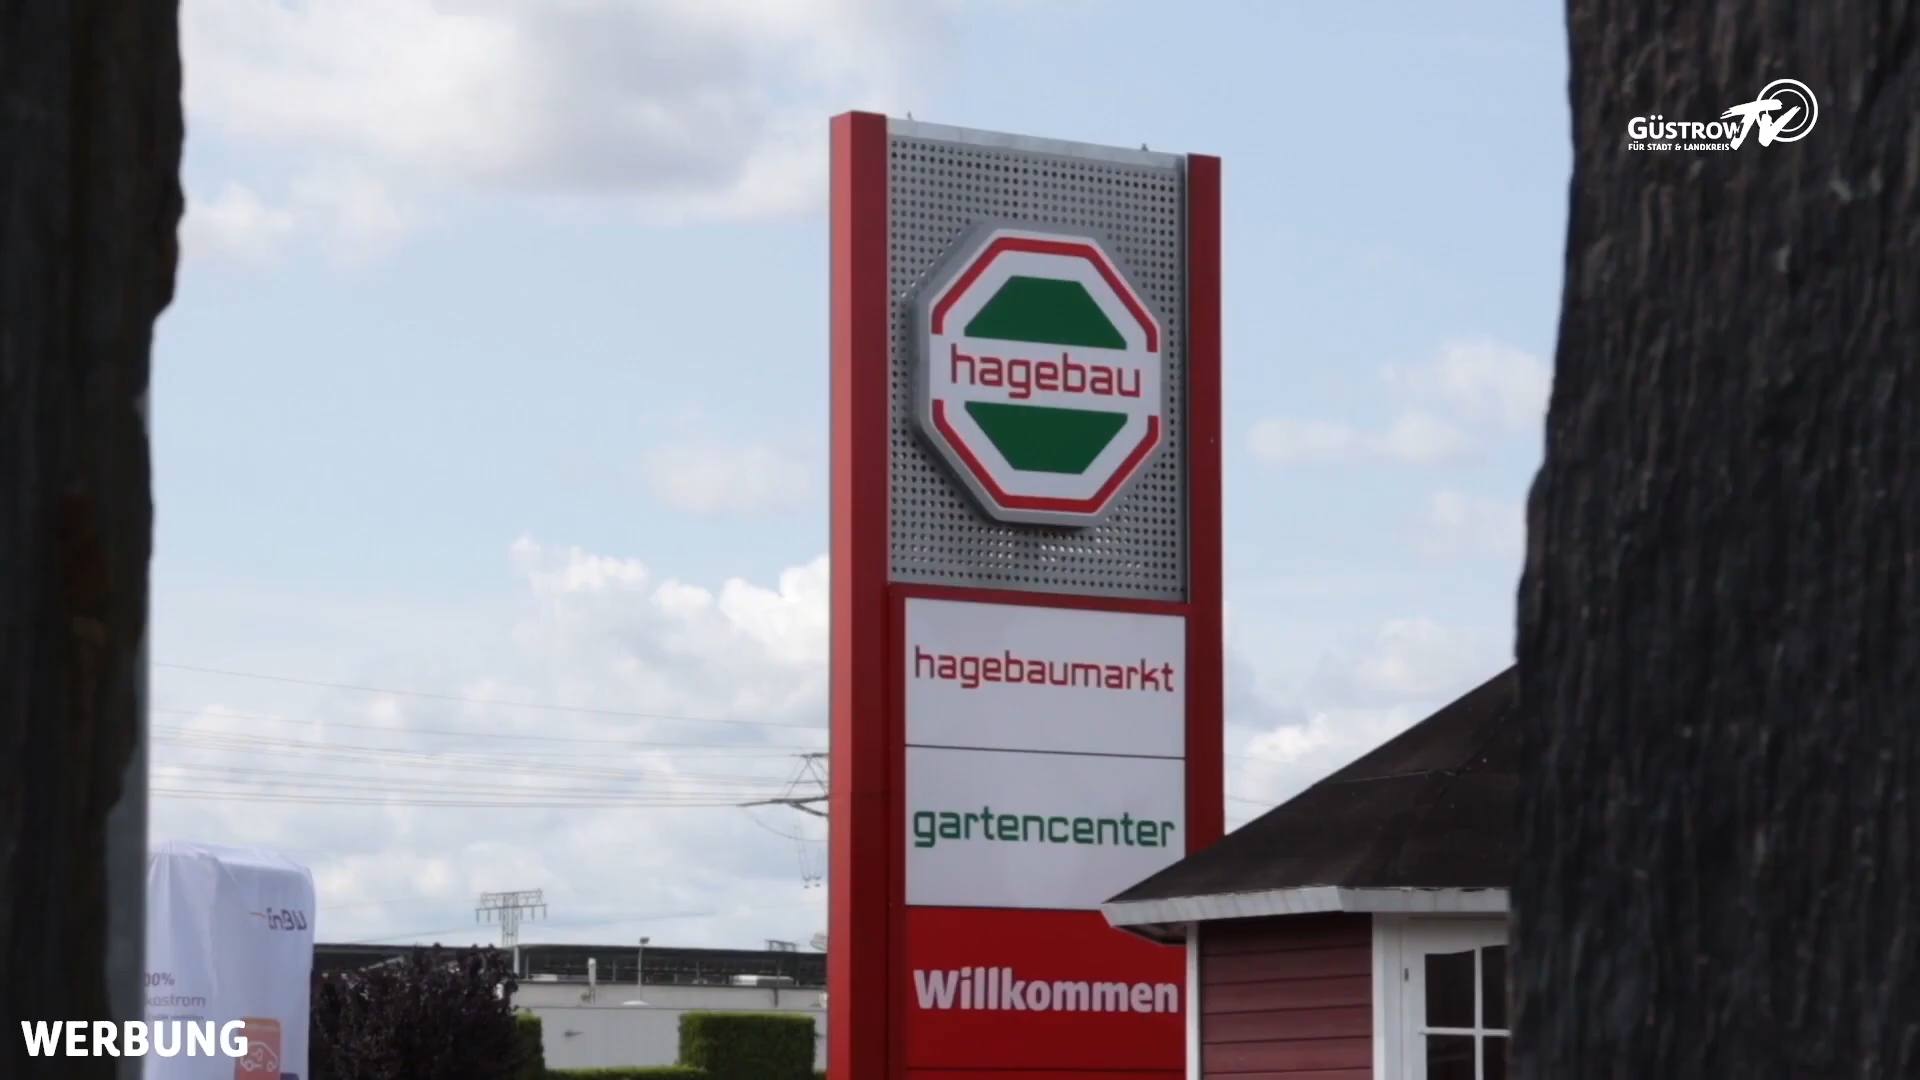 GÜSTROW TV
FÜR STADT & LANDKREIS
hagebau
hagebaumarkt
gartencenter
Willkommen
WERBUNG